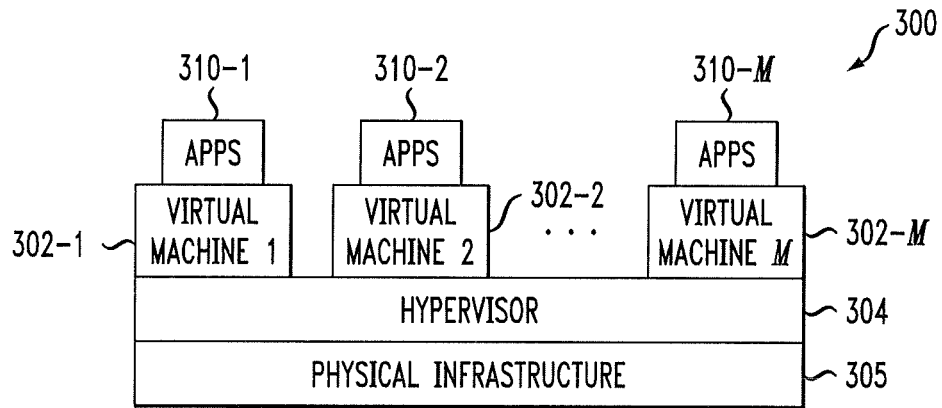 300
310-1
310-2
310-M
APPS
APPS
APPS
VIRTUAL
MACHINE 1
VIRTUAL
MACHINE 2
VIRTUAL
MACHINE M
302-1
302-2
. . .
302-M
HYPERVISOR
304
PHYSICAL INFRASTRUCTURE
305